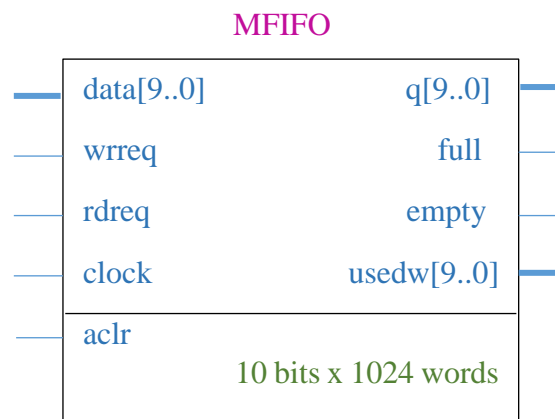 MFIFO
data[9..0] q[9..0]
wrreq full
rdreq empty
clock usedw[9..0]
aclr
10 bits x 1024 words